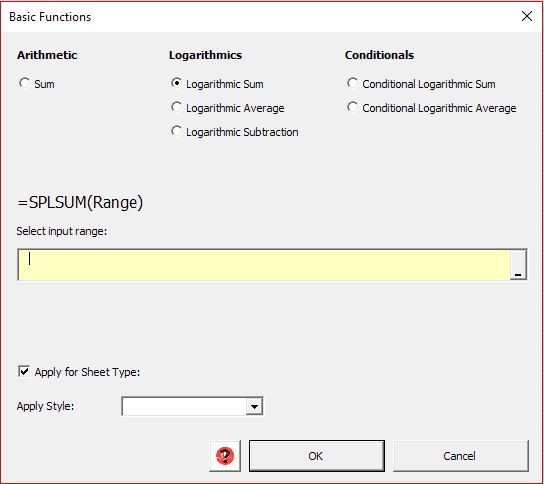 Basic Functions
Arithmetic
Logarithmics
Conditionals
Sum
Logarithmic Sum
Conditional Logarithmic Sum
Logarithmic Average
Conditional Logarithmic Average
Logarithmic Subtraction
=SPLSUM(Range)
Select input range:
Apply for Sheet Type:
Apply Style:
?
OK
Cancel